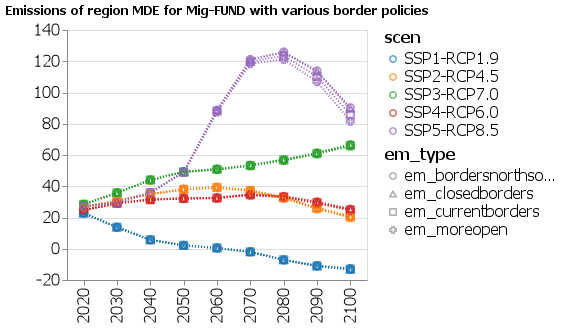 Emissions of region MDE for Mig-FUND with various border policies
140
120
100
80
60
40
20
0
-20
2020
2030
2040
2050
2060
2070
2080
2090
2100
scen
SSP1-RCP1.9
SSP2-RCP4.5
SSP3-RCP7.0
SSP4-RCP6.0
SSP5-RCP8.5
em_type
em_bordersnorthso...
em_closedborders
em_currentborders
em_moreopen